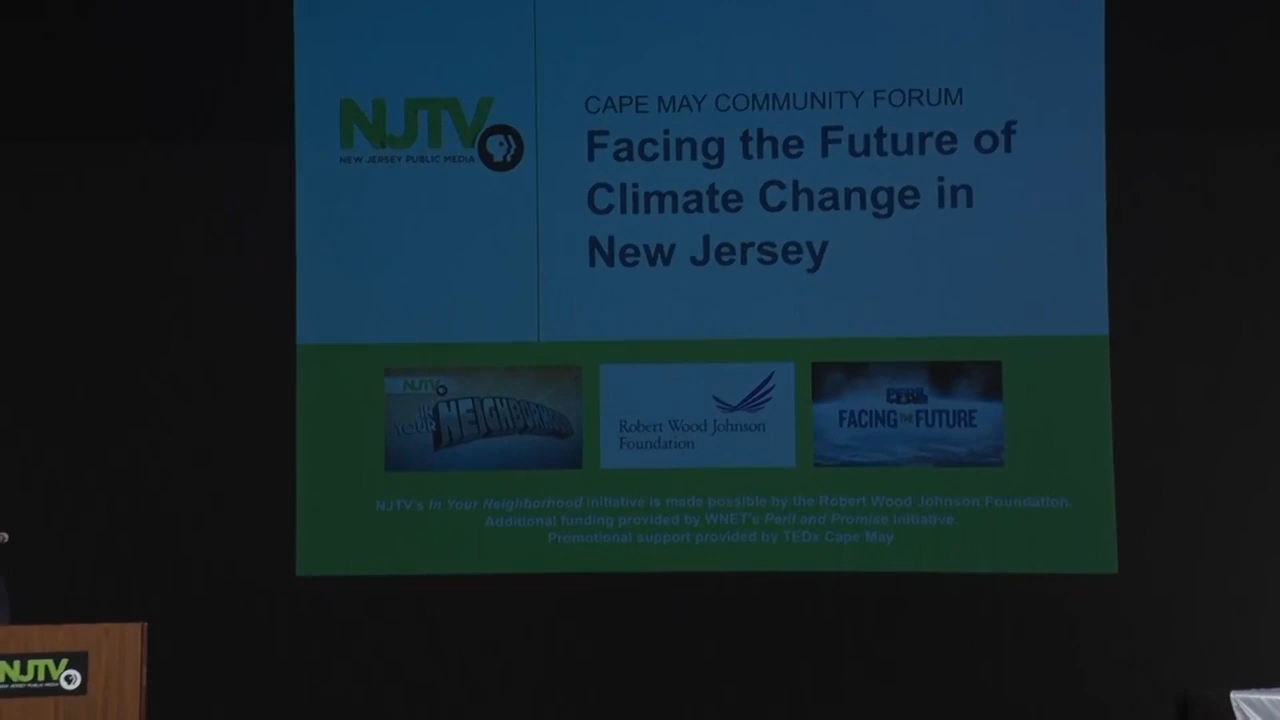 NJTV
NEW JERSEY PUBLIC MEDIA
CAPE MAY COMMUNITY FORUM
Facing the Future of
Climate Change in
New Jersey
NJTV
IN YOUR NEIGHBORHOOD
Robert Wood Johnson
Foundation
FACING THE FUTURE
NJTV's In Your Neighborhood initiative is made possible by the Robert Wood Johnson Foundation.
Additional funding provided by WNET's Peril and Promise initiative.
Promotional support provided by TEDx Cape May
NJTV